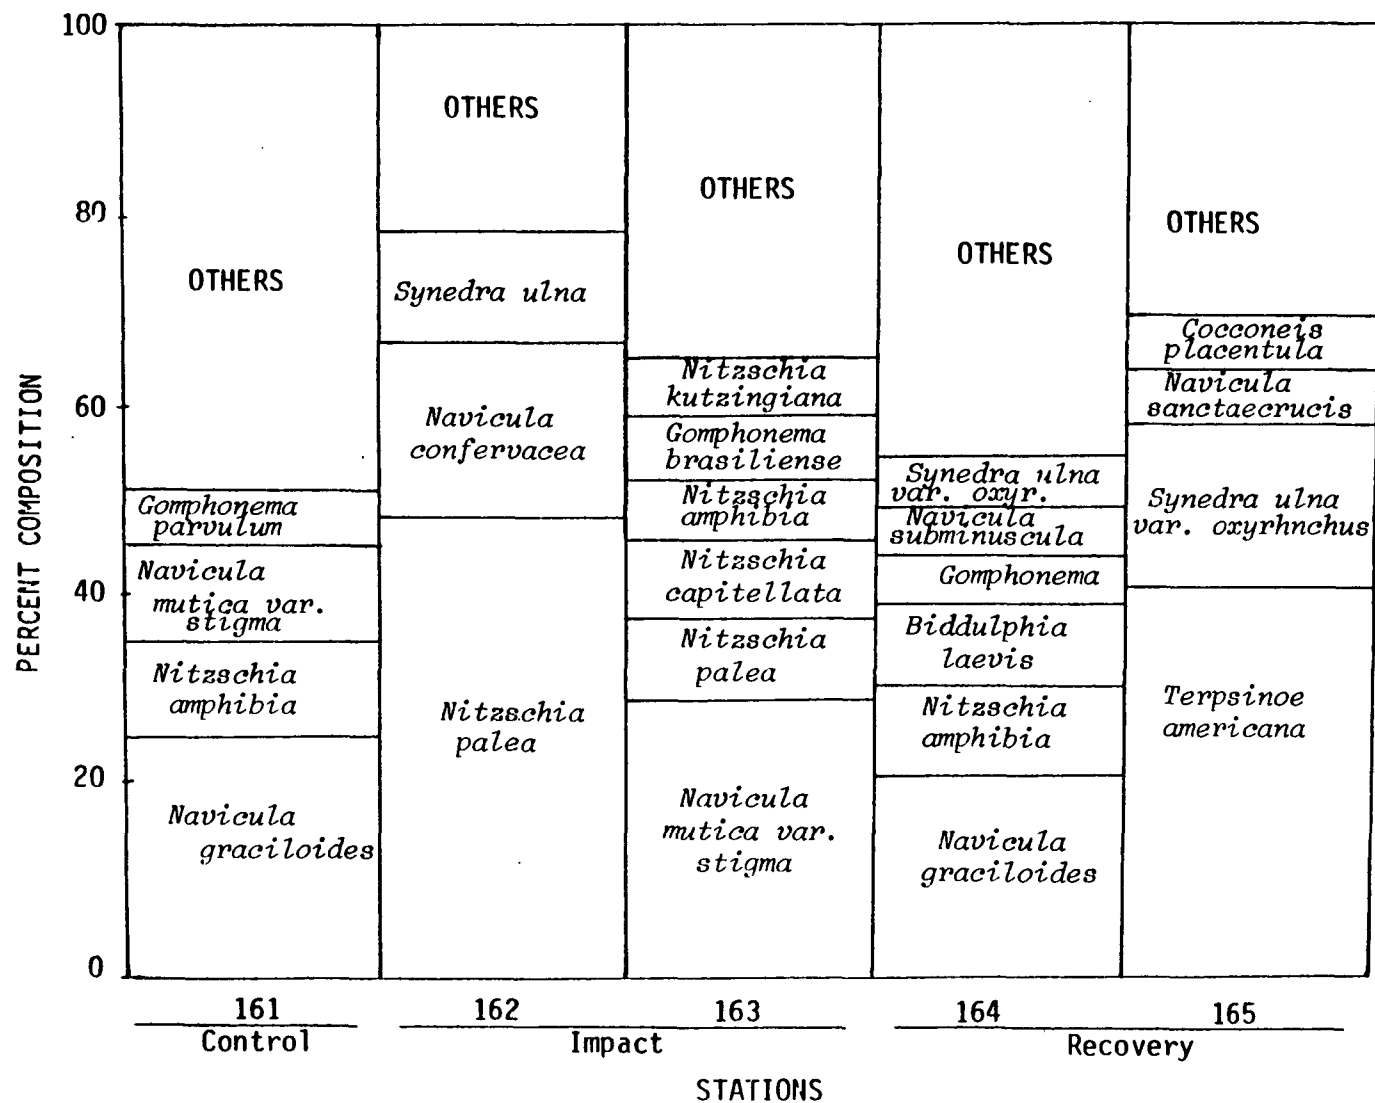 PERCENT COMPOSITION
100
80
60
40
20
0
OTHERS
Gomphonema
parvulum
Navicula
mutica var.
stigma
Nitzschia
amphibia
Navicula
graciloides
OTHERS
Synedra ulna
Navicula
confervacea
Nitzschia
palea
OTHERS
Nitzschia
kutzingiana
Gomphonema
brasiliense
Nitzschia
amphibia
Nitzschia
capitellata
Nitzschia
palea
Navicula
mutica var.
stigma
OTHERS
Synedra ulna
var. oxyr.
Navicula
subminuscula
Gomphonema
Biddulphia
laevis
Nitzschia
amphibia
Navicula
graciloides
OTHERS
Cocconeis
placentula
Navicula
sanctaecrucis
Synedra ulna
var. oxyrhnchus
Terpsinoe
americana
161
162
163
164
165
Control
Impact
Recovery
STATIONS